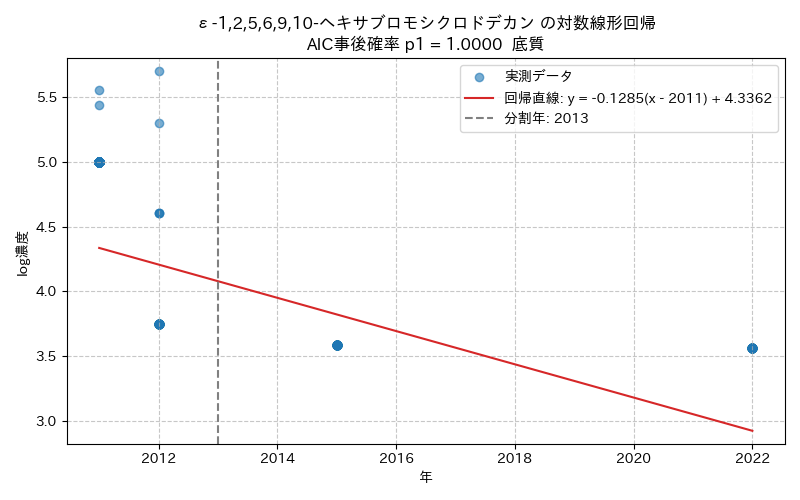 ε-1,2,5,6,9,10-ヘキサブロモシクロドデカン の対数線形回帰
AIC事後確率 p1 = 1.0000 底質
実測データ
回帰直線: y = -0.1285(x - 2011) + 4.3362
分割年: 2013
log濃度
5.5
5.0
4.5
4.0
3.5
3.0
2012
2014
2016
2018
2020
2022
年